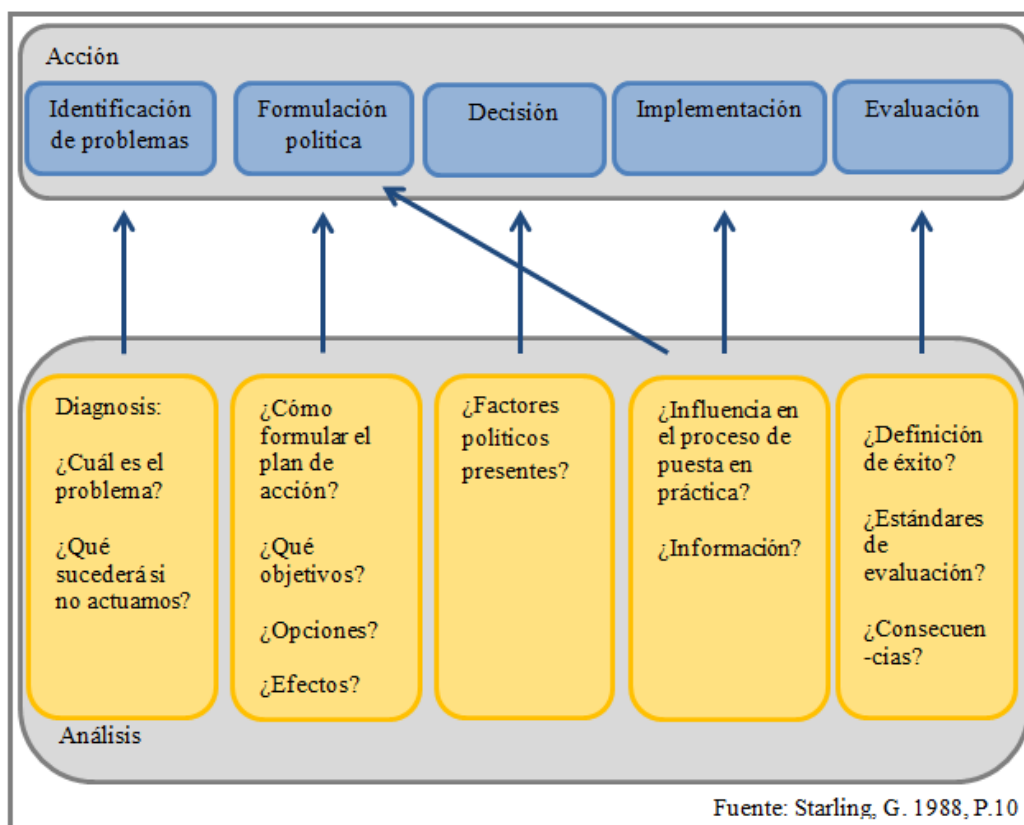 Acción
Identificación
de problemas
Formulación
política
Decisión
Implementación
Evaluación
Diagnosis:
¿Cuál es el
problema?
¿Qué
sucederá si
no actuamos?
¿Cómo
formular el
plan de
acción?
¿Qué
objetivos?
¿Opciones?
¿Efectos?
¿Factores
políticos
presentes?
¿Influencia en
el proceso de
puesta en
práctica?
¿Información?
¿Definición
de éxito?
¿Estándares
de
evaluación?
¿Consecuen
-cias?
Análisis
Fuente: Starling, G. 1988, P.10